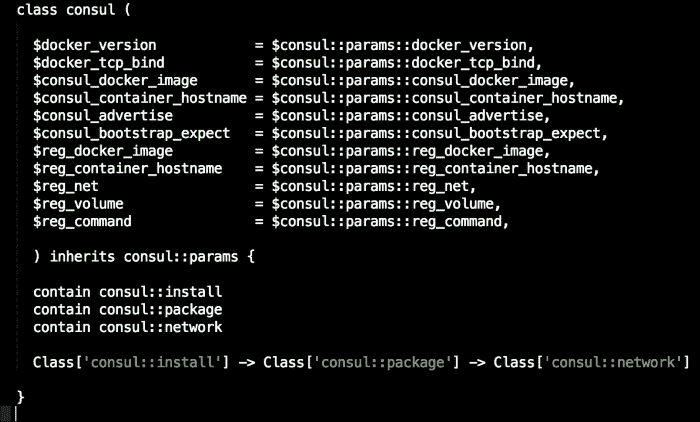 class consul (
$docker_version = $consul::params::docker_version,
$docker_tcp_bind = $consul::params::docker_tcp_bind,
$consul_docker_image = $consul::params::consul_docker_image,
$consul_container_hostname = $consul::params::consul_container_hostname,
$consul_advertise = $consul::params::consul_advertise,
$consul_bootstrap_expect = $consul::params::consul_bootstrap_expect,
$reg_docker_image = $consul::params::reg_docker_image,
$reg_container_hostname = $consul::params::reg_container_hostname,
$reg_net = $consul::params::reg_net,
$reg_volume = $consul::params::reg_volume,
$reg_command = $consul::params::reg_command,
) inherits consul::params {
contain consul::install
contain consul::package
contain consul::network
Class['consul::install'] -> Class['consul::package'] -> Class['consul::network']
}